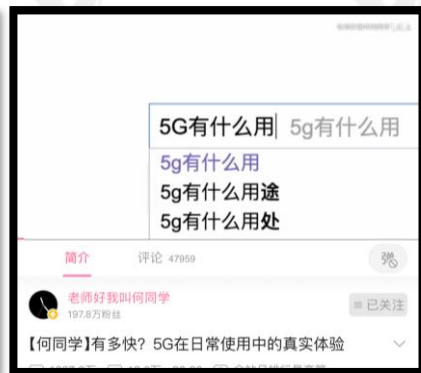 5G有什么用 5g有什么用
5g有什么用
5g有什么用途
5g有什么用处
简介 评论 47959 弹
老师好我叫何同学
197.8万粉丝 已关注
【何同学】有多快？5G在日常使用中的真实体验